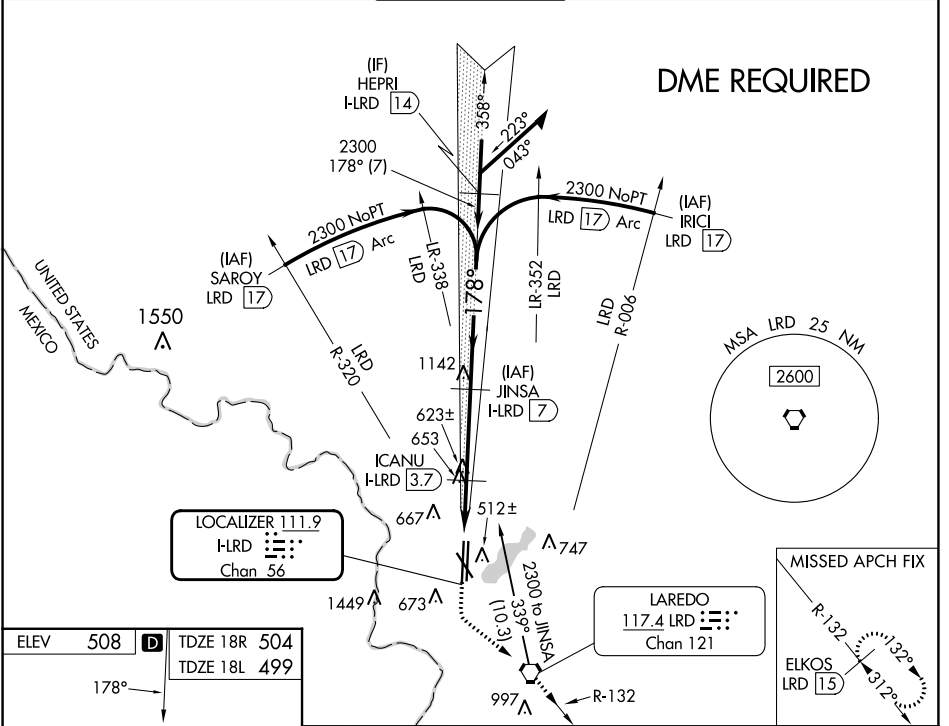 DME REQUIRED
(IF)
HEPRI
I-LRD 14
358°
223°
043°
2300
178° (7)
2300 NoPT
LRD 17 Arc
(IAF)
IRICI
LRD 17
2300 NoPT
LRD 17 Arc
(IAF)
SAROY
LRD 17
LR-338
LRD
178°
LR-352
LRD
LRD
R-006
UNITED STATES
MEXICO
1550
LRD
R-320
MSA LRD 25 NM
2600
1142
(IAF)
JINSA
I-LRD 7
623±
653
ICANU
I-LRD 3.7
667
512±
747
LOCALIZER 111.9
I-LRD
Chan 56
2300 to JINSA
339°
(10.3)
1449
673
LAREDO
117.4 LRD
Chan 121
997
R-132
MISSED APCH FIX
R-132
132°
312°
ELKOS
LRD 15
ELEV 508 D TDZE 18R 504
TDZE 18L 499
178°